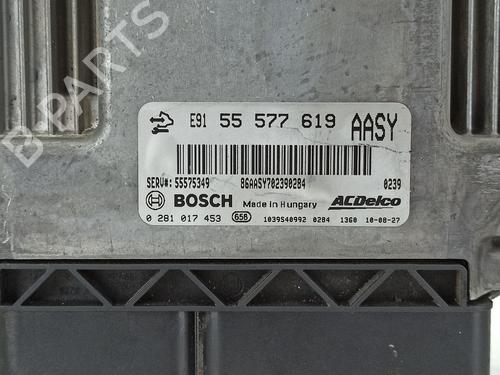 B-PARTS
E91 55 577 619 AASY
SERV#: 55575349 86AASY702390284 0239
BOSCH Made in Hungary ACDelco
0 281 017 453 658 1039S40992 0284 1360 10-08-27